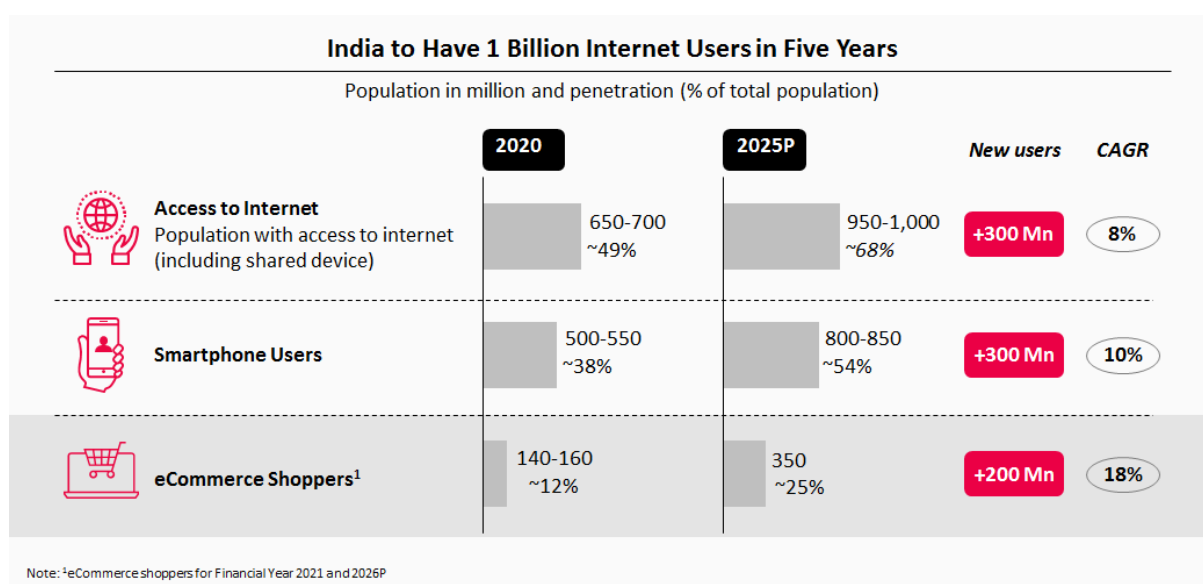 India to Have 1 Billion Internet Users in Five Years
Population in million and penetration (% of total population)
2020
2025P
New users
CAGR
Access to Internet
Population with access to internet
(including shared device)
650-700
~49%
950-1,000
~68%
+300 Mn
8%
Smartphone Users
500-550
~38%
800-850
~54%
+300 Mn
10%
eCommerce Shoppers¹
140-160
~12%
350
~25%
+200 Mn
18%
Note: ¹eCommerce shoppers for Financial Year 2021 and 2026P